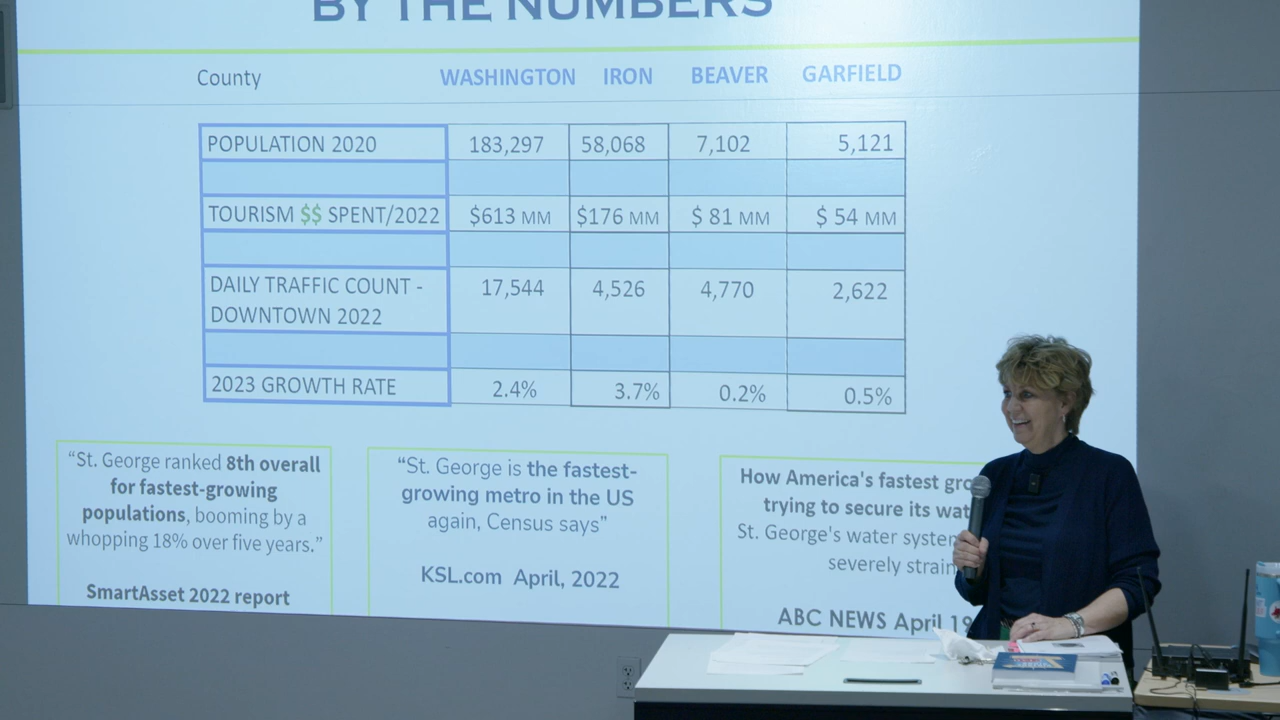 BY THE NUMBERS
County WASHINGTON IRON BEAVER GARFIELD
POPULATION 2020 183,297 58,068 7,102 5,121
TOURISM $$ SPENT/2022 $613 MM $176 MM $ 81 MM $ 54 MM
DAILY TRAFFIC COUNT - 17,544 4,526 4,770 2,622
DOWNTOWN 2022
2023 GROWTH RATE 2.4% 3.7% 0.2% 0.5%
“St. George ranked 8th overall
for fastest-growing
populations, booming by a
whopping 18% over five years.”
SmartAsset 2022 report
“St. George is the fastest-
growing metro in the US
again, Census says”
KSL.com April, 2022
How America's fastest gro
trying to secure its wat
St. George's water system
severely strain
ABC NEWS April 19